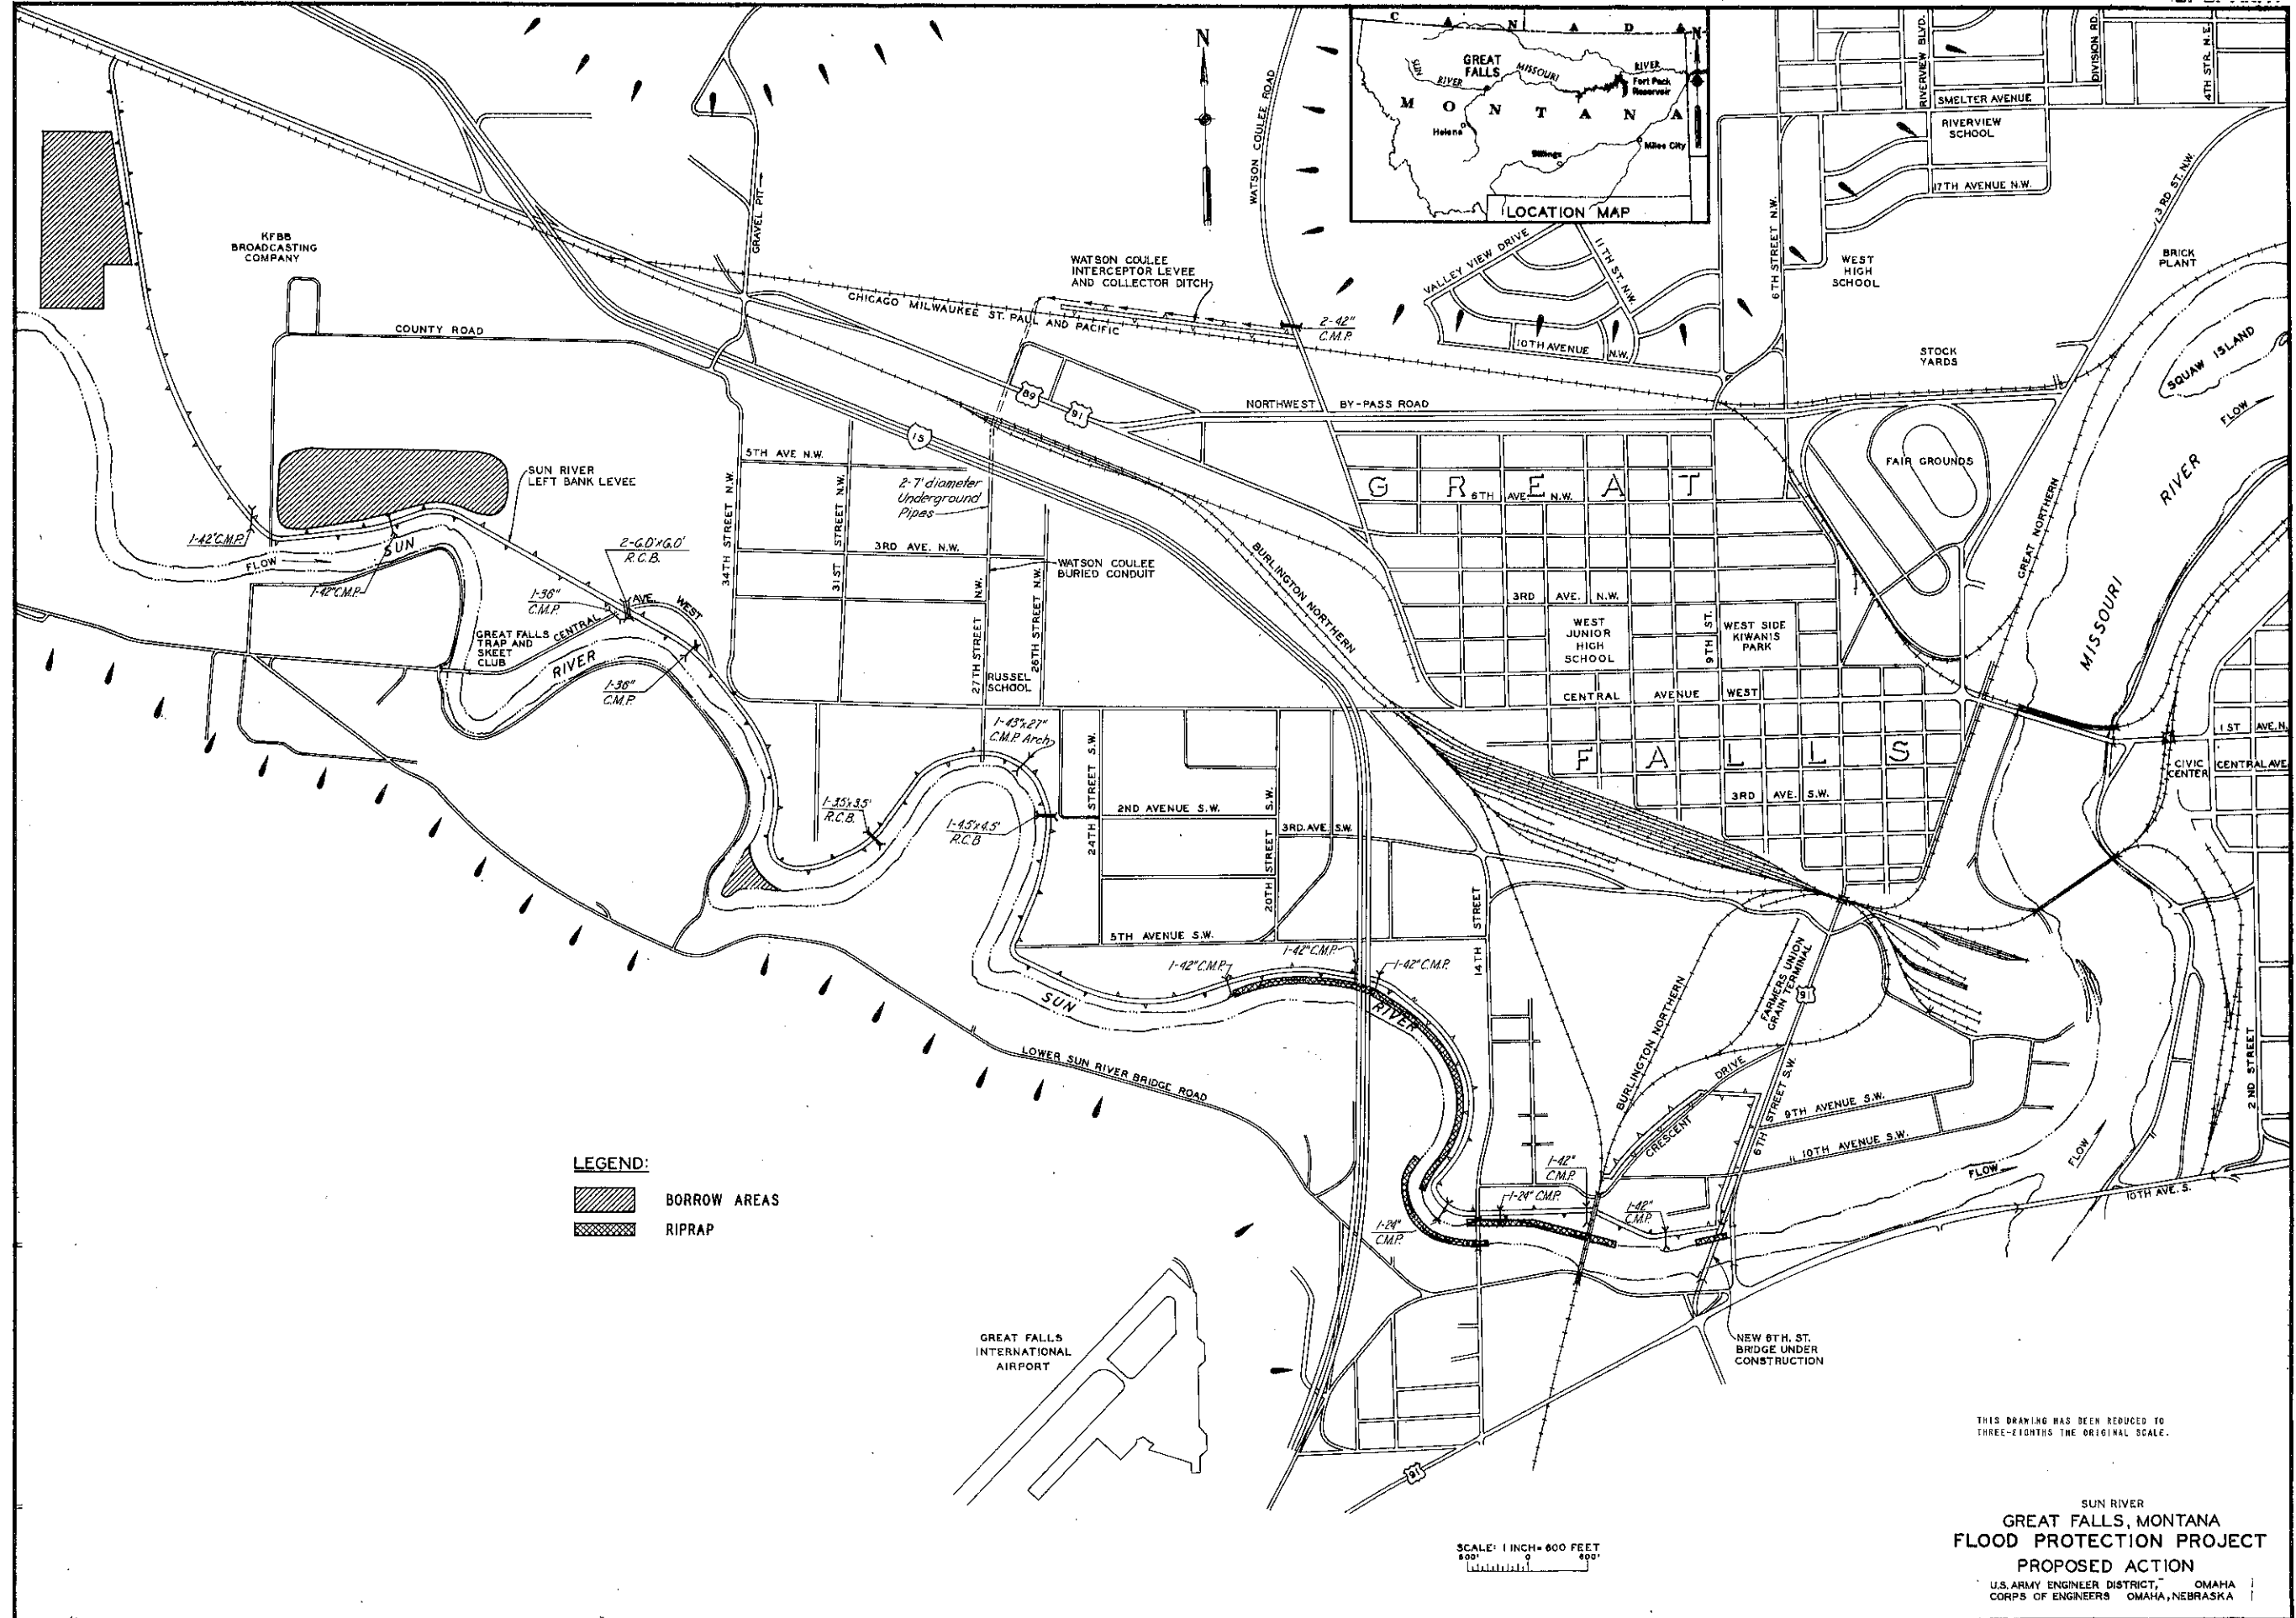 C A N A D A
N
GREAT
FALLS
SUN
RIVER
MISSOURI
RIVER
Fort Peck
Reservoir
M O N T A N A
Helena
Billings
Miles City
LOCATION MAP
N
WATSON COULEE ROAD
RIVERVIEW BLVD.
DIVISION RD.
4TH STR. N.E.
SMELTER AVENUE
RIVERVIEW
SCHOOL
17TH AVENUE N.W.
3RD ST. N.W.
6TH STREET N.W.
WEST
HIGH
SCHOOL
BRICK
PLANT
STOCK
YARDS
SQUAW ISLAND
FLOW
KFBB
BROADCASTING
COMPANY
GRAVEL PIT
COUNTY ROAD
WATSON COULEE
INTERCEPTOR LEVEE
AND COLLECTOR DITCH
CHICAGO MILWAUKEE ST. PAUL AND PACIFIC
2-42"
C.M.P.
VALLEY VIEW DRIVE
11TH ST. N.W.
10TH AVENUE N.W.
NORTHWEST BY-PASS ROAD
89
91
15
FAIR GROUNDS
GREAT NORTHERN
MISSOURI
RIVER
SUN RIVER
LEFT BANK LEVEE
1-42"C.M.P.
FLOW
SUN
1-42"C.M.P.
2-6.0'x6.0'
R.C.B.
1-36"
C.M.P.
CENTRAL AVE. WEST
GREAT FALLS
TRAP AND
SKEET
CLUB
RIVER
1-36"
C.M.P.
34TH STREET N.W.
5TH AVE N.W.
31ST STREET N.W.
2-7' diameter
Underground
Pipes
3RD AVE. N.W.
WATSON COULEE
BURIED CONDUIT
27TH STREET N.W.
26TH STREET N.W.
RUSSEL
SCHOOL
BURLINGTON NORTHERN
G R E A T
6TH AVE. N.W.
3RD AVE. N.W.
WEST
JUNIOR
HIGH
SCHOOL
9TH ST.
WEST SIDE
KIWANIS
PARK
CENTRAL AVENUE WEST
F A L L S
3RD AVE. S.W.
1ST AVE. N.
CIVIC
CENTER
CENTRAL AVE
1-43"x27"
C.M.P. Arch
24TH STREET S.W.
2ND AVENUE S.W.
20TH STREET S.W.
3RD. AVE. S.W.
1-3.5'x3.5'
R.C.B.
1-4.5'x4.5'
R.C.B
5TH AVENUE S.W.
14TH STREET
1-42"C.M.P.
1-42"C.M.P.
1-42"C.M.P.
SUN
RIVER
LOWER SUN RIVER BRIDGE ROAD
BURLINGTON NORTHERN
FARMERS UNION
GRAIN TERMINAL
91
CRESCENT DRIVE
6TH STREET S.W.
9TH AVENUE S.W.
10TH AVENUE S.W.
2ND STREET
FLOW
FLOW
10TH AVE. S.
1-42"
C.M.P.
1-24" C.M.P.
1-42"
C.M.P.
1-24"
C.M.P.
LEGEND:
BORROW AREAS
RIPRAP
GREAT FALLS
INTERNATIONAL
AIRPORT
NEW 6TH. ST.
BRIDGE UNDER
CONSTRUCTION
91
THIS DRAWING HAS BEEN REDUCED TO
THREE-EIGHTHS THE ORIGINAL SCALE.
SCALE: 1 INCH = 600 FEET
600' 0 600'
SUN RIVER
GREAT FALLS, MONTANA
FLOOD PROTECTION PROJECT
PROPOSED ACTION
U.S. ARMY ENGINEER DISTRICT, OMAHA
CORPS OF ENGINEERS OMAHA, NEBRASKA